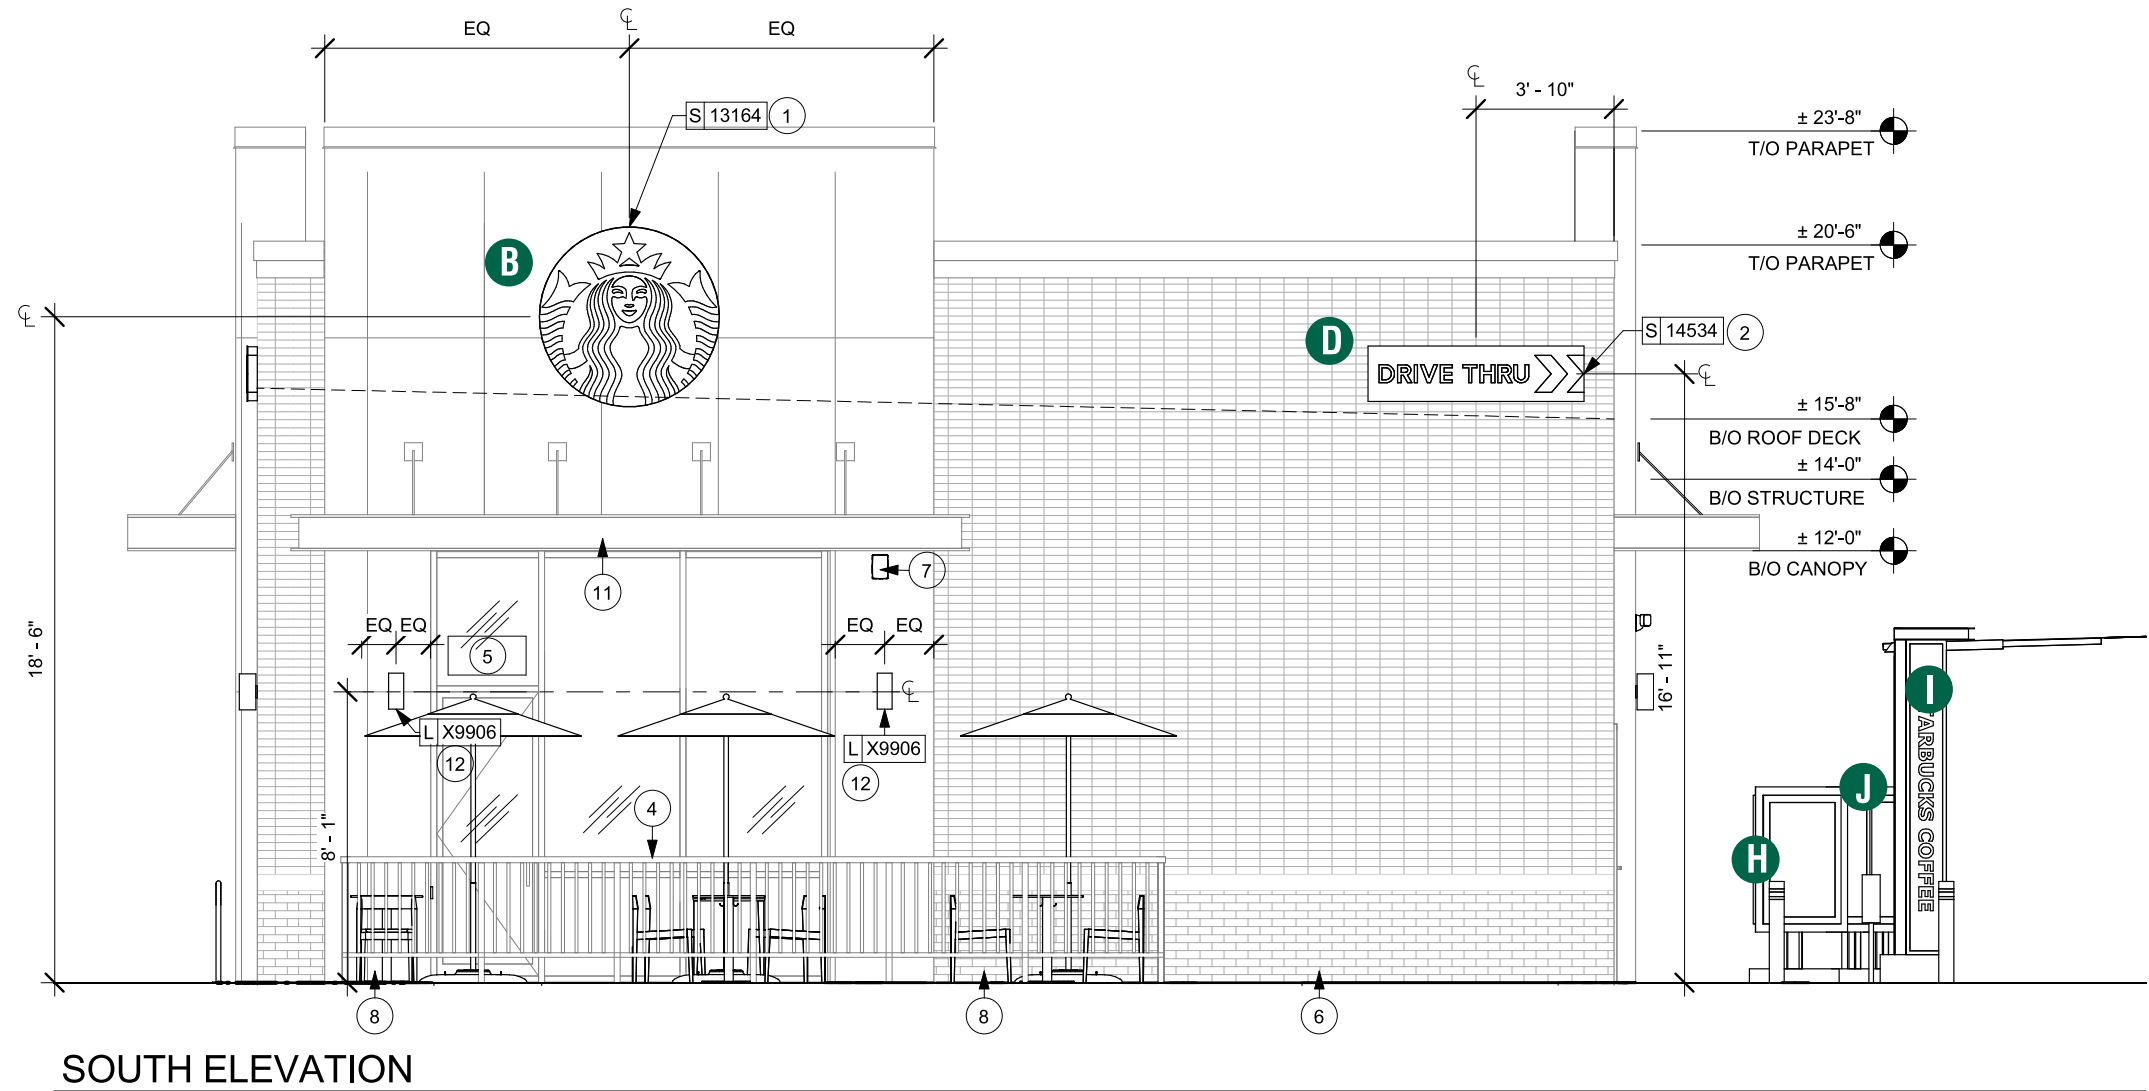 EQ
℄
EQ
℄
3' - 10"
S 13164 1
± 23'-8"
T/O PARAPET
B
± 20'-6"
T/O PARAPET
℄
D
S 14534 2
DRIVE THRU
℄
± 15'-8"
B/O ROOF DECK
± 14'-0"
B/O STRUCTURE
± 12'-0"
B/O CANOPY
11
7
18' - 6"
EQ EQ
5
EQ EQ
℄
16' - 11"
I
L X9906
12
L X9906
12
J
ARBUCKS COFFEE
4
8' - 1"
H
8
8
6
SOUTH ELEVATION